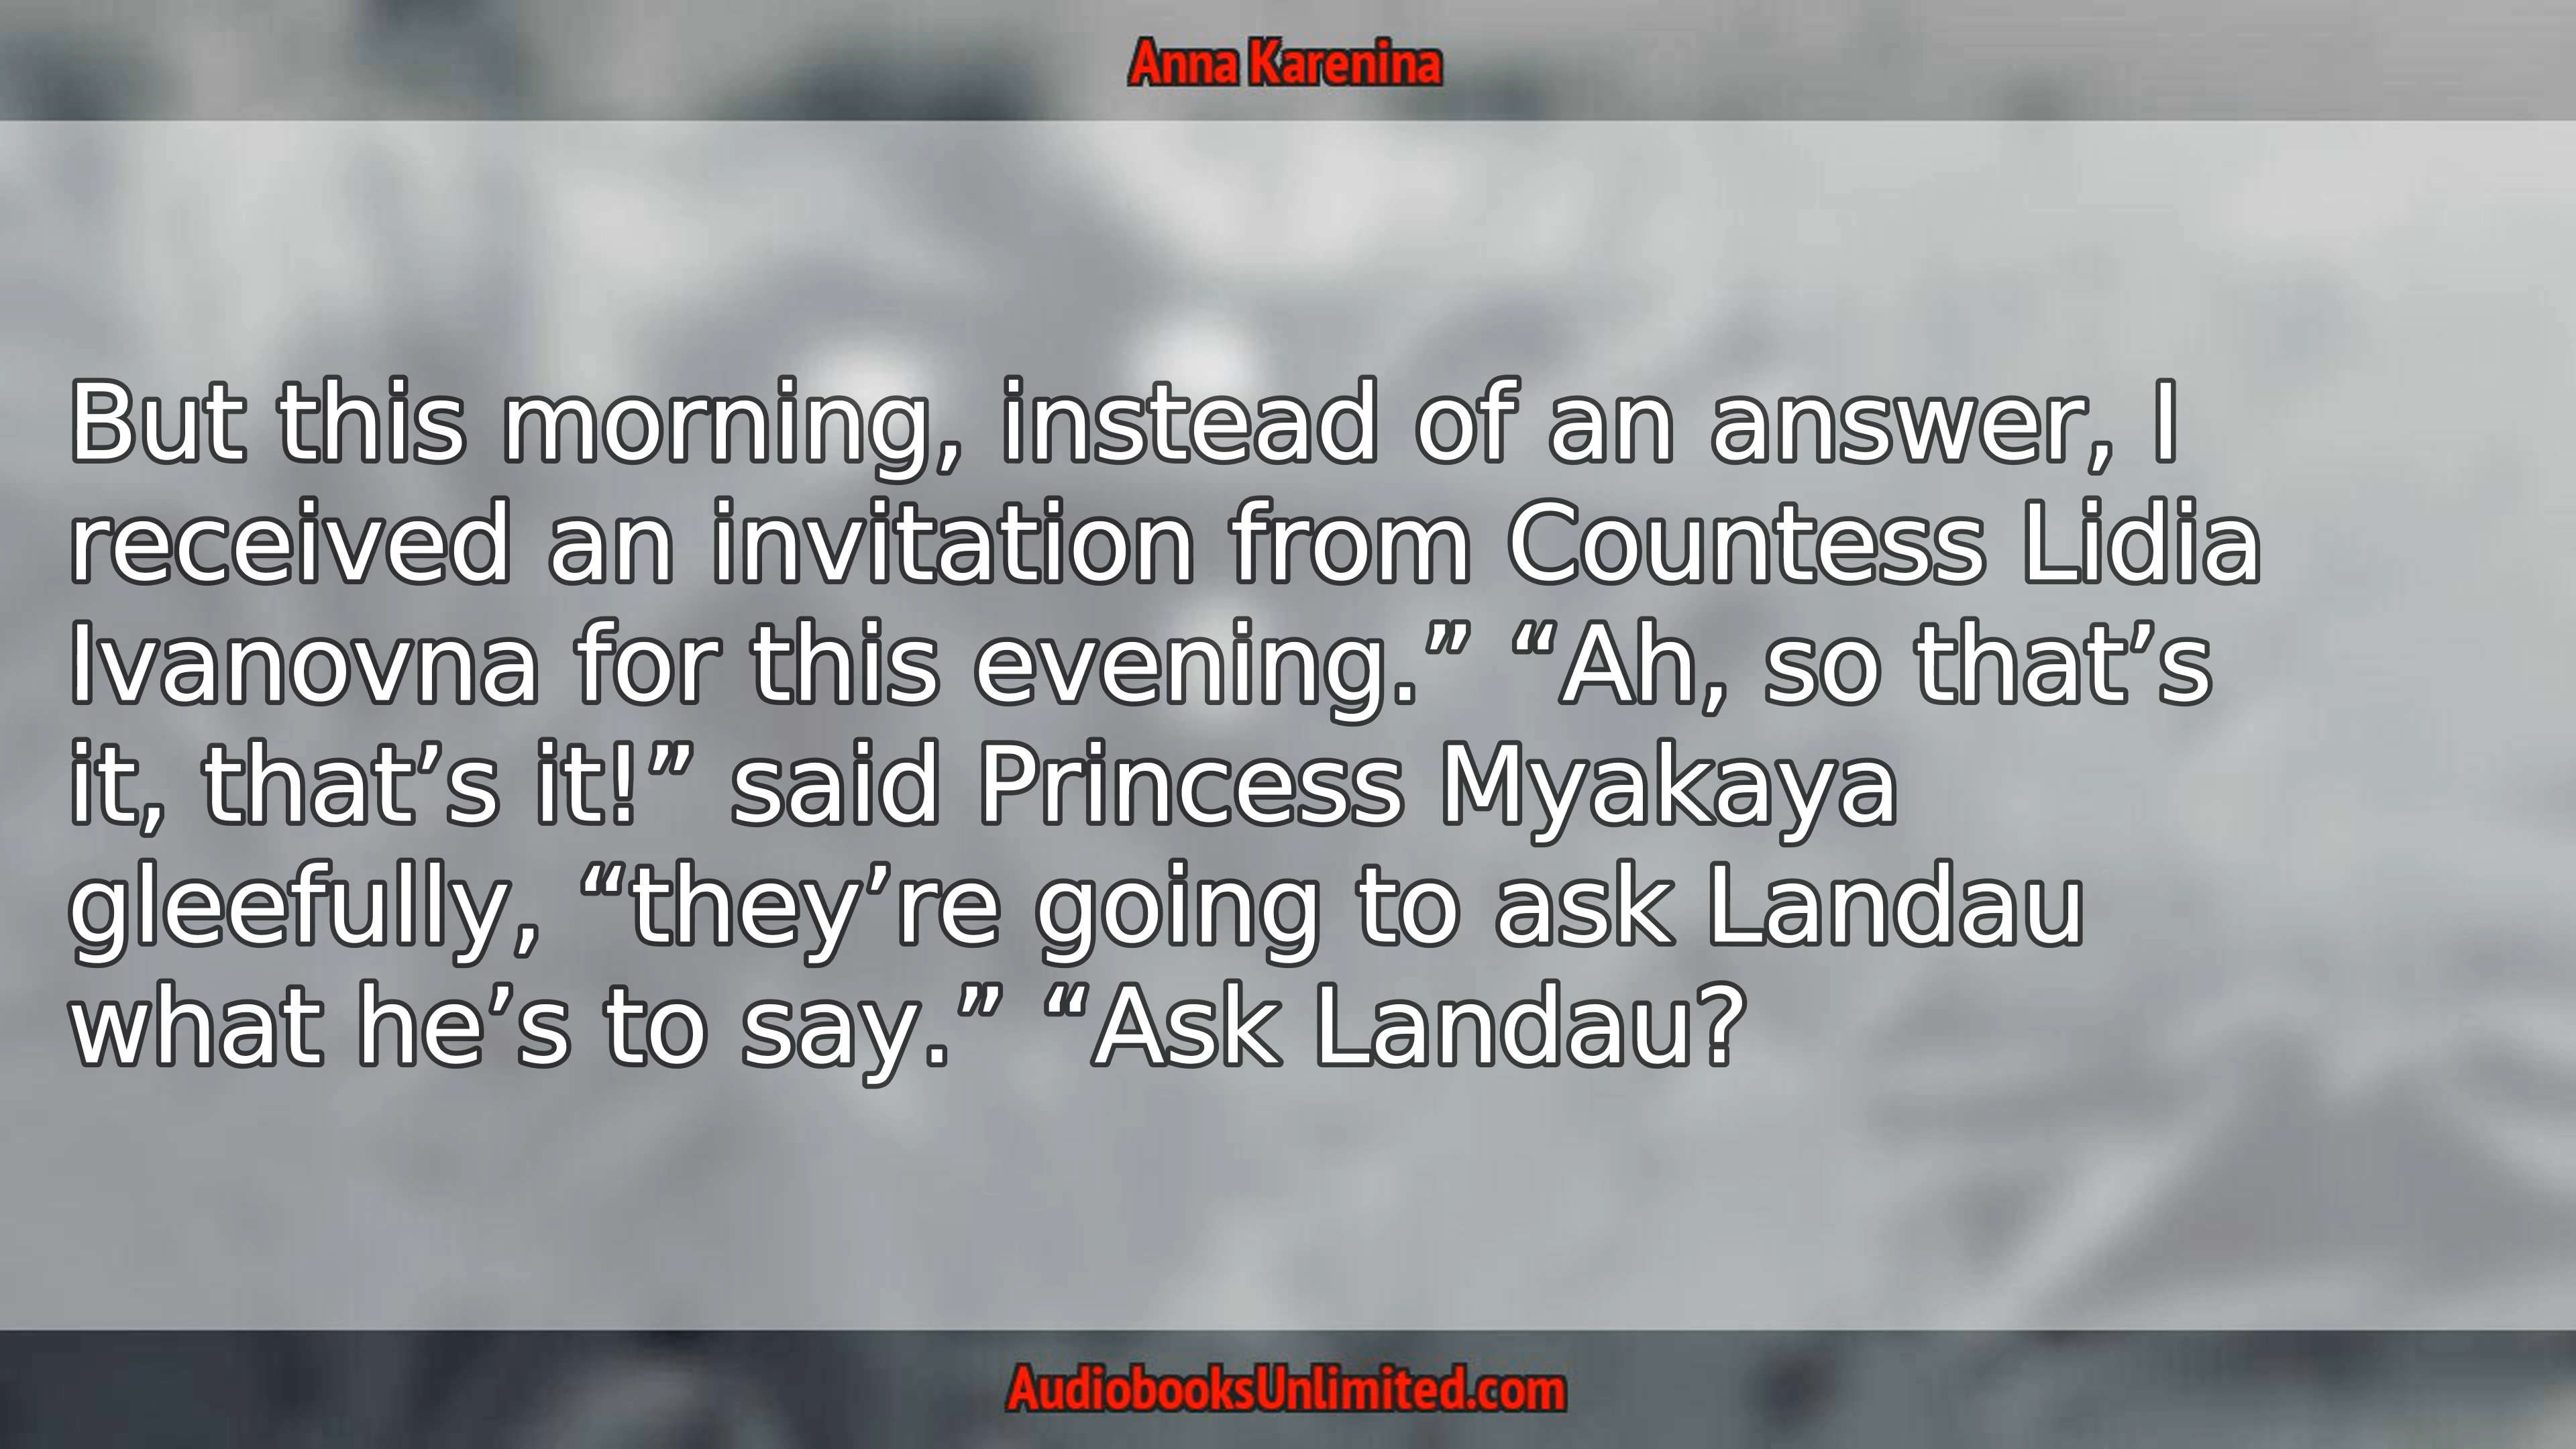 Anna Karenina
But this morning, instead of an answer, I
received an invitation from Countess Lidia
Ivanovna for this evening.” “Ah, so that’s
it, that’s it!” said Princess Myakaya
gleefully, “they’re going to ask Landau
what he’s to say.” “Ask Landau?
AudiobooksUnlimited.com